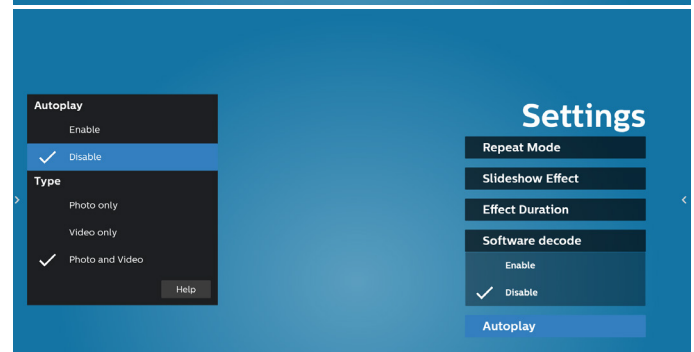 Autoplay
Enable
Disable
Type
Photo only
Video only
Photo and Video
Help
Settings
Repeat Mode
Slideshow Effect
Effect Duration
Software decode
Enable
Disable
Autoplay